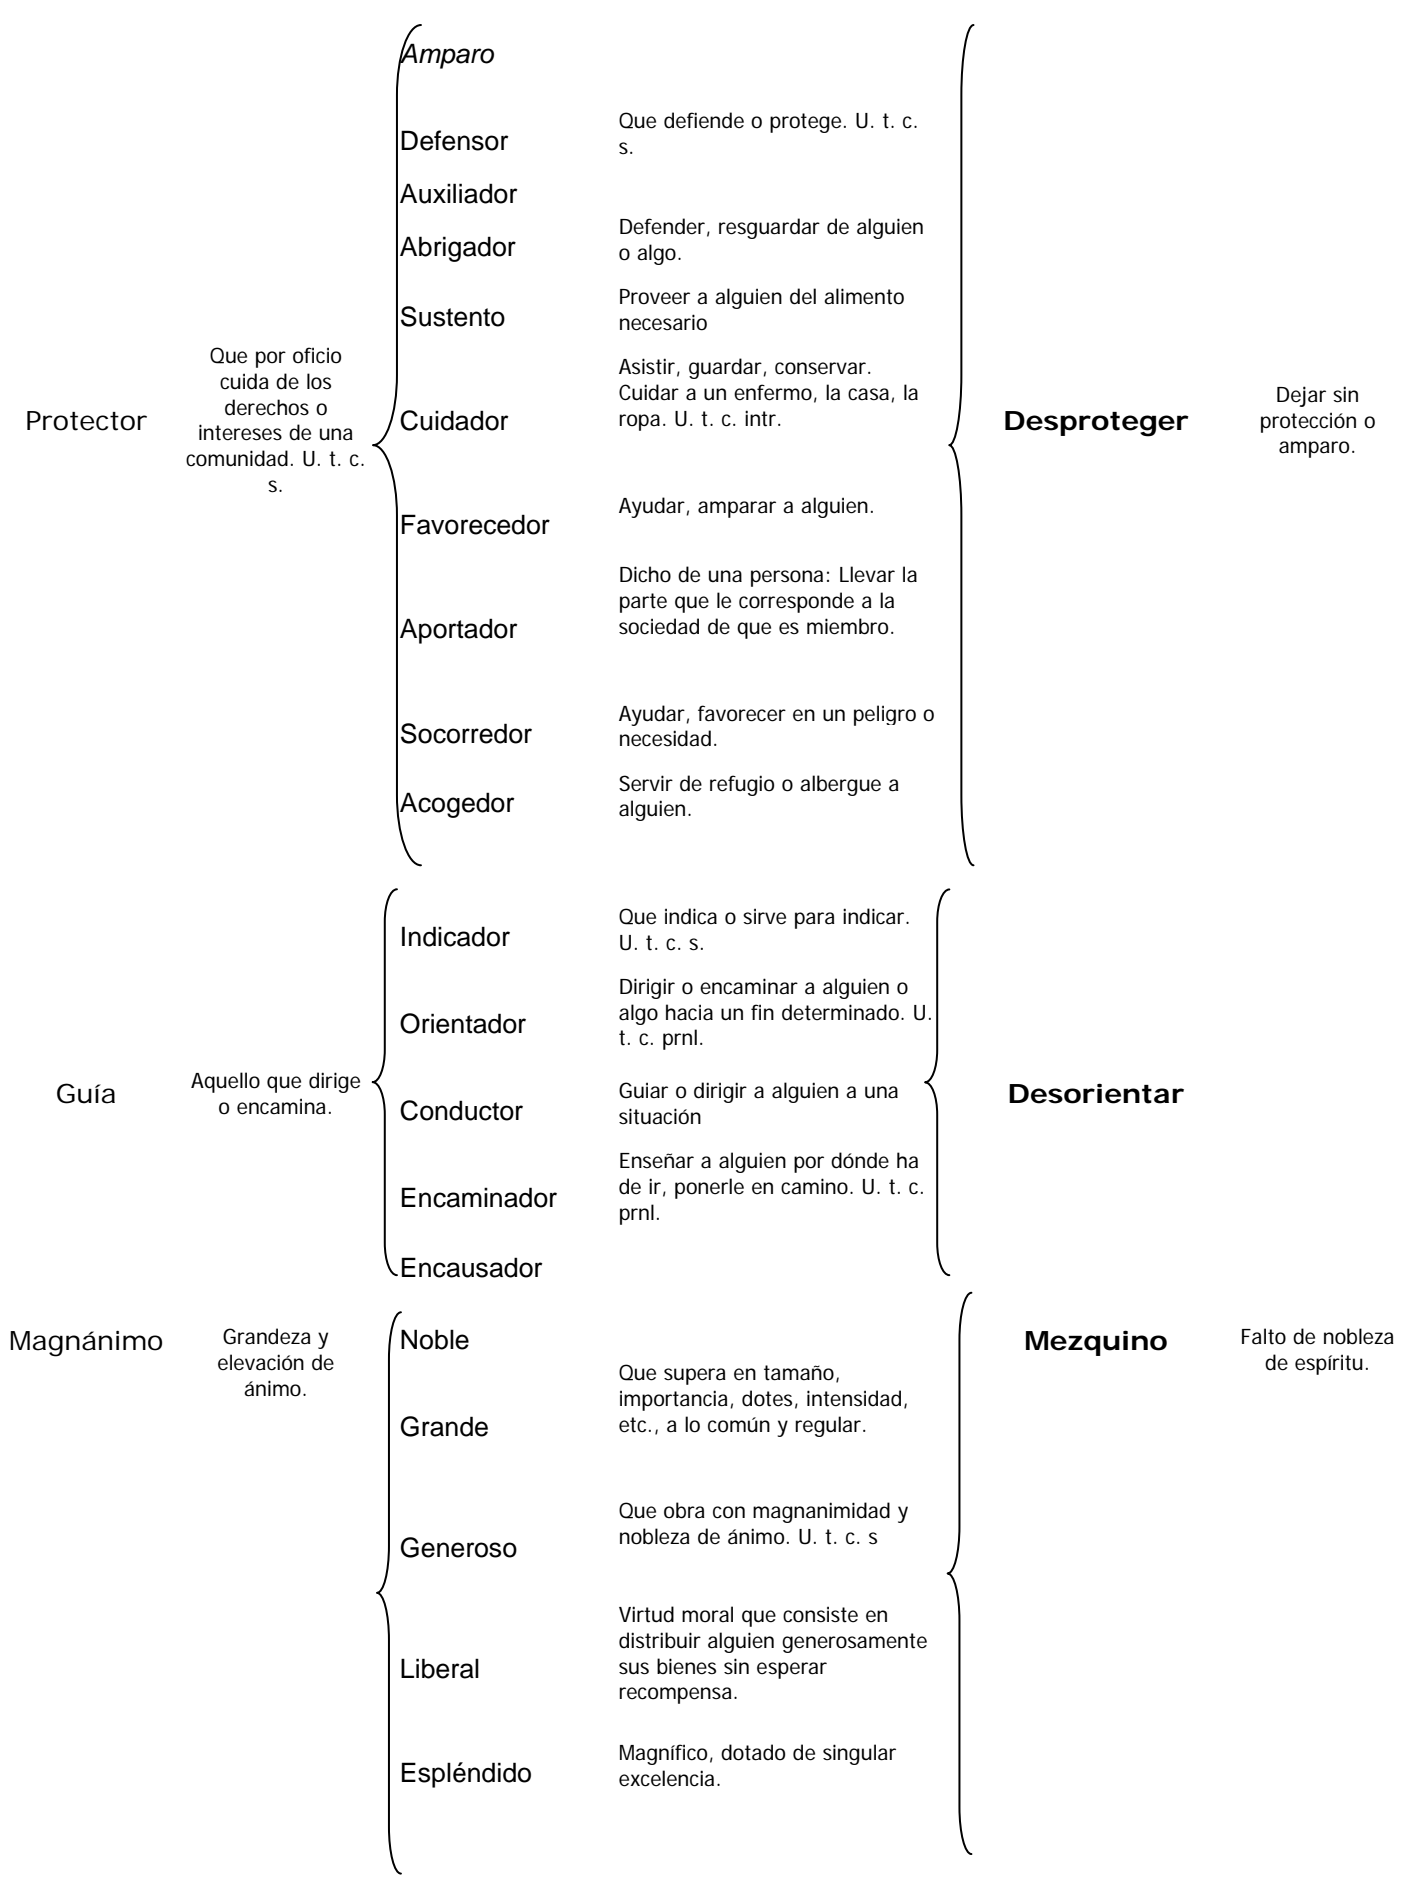 Amparo
Defensor
Que defiende o protege. U. t. c.
s.
Auxiliador
Abrigador
Defender, resguardar de alguien
o algo.
Sustento
Proveer a alguien del alimento
necesario
Protector
Que por oficio
cuida de los
derechos o
intereses de una
comunidad. U. t. c.
s.
Cuidador
Asistir, guardar, conservar.
Cuidar a un enfermo, la casa, la
ropa. U. t. c. intr.
Desproteger
Dejar sin
protección o
amparo.
Favorecedor
Ayudar, amparar a alguien.
Aportador
Dicho de una persona: Llevar la
parte que le corresponde a la
sociedad de que es miembro.
Socorredor
Ayudar, favorecer en un peligro o
necesidad.
Acogedor
Servir de refugio o albergue a
alguien.
Indicador
Que indica o sirve para indicar.
U. t. c. s.
Orientador
Dirigir o encaminar a alguien o
algo hacia un fin determinado. U.
t. c. prnl.
Guía
Aquello que dirige
o encamina.
Conductor
Guiar o dirigir a alguien a una
situación
Desorientar
Encaminador
Enseñar a alguien por dónde ha
de ir, ponerle en camino. U. t. c.
prnl.
Encausador
Magnánimo
Grandeza y
elevación de
ánimo.
Noble
Mezquino
Falto de nobleza
de espíritu.
Grande
Que supera en tamaño,
importancia, dotes, intensidad,
etc., a lo común y regular.
Generoso
Que obra con magnanimidad y
nobleza de ánimo. U. t. c. s
Liberal
Virtud moral que consiste en
distribuir alguien generosamente
sus bienes sin esperar
recompensa.
Espléndido
Magnífico, dotado de singular
excelencia.